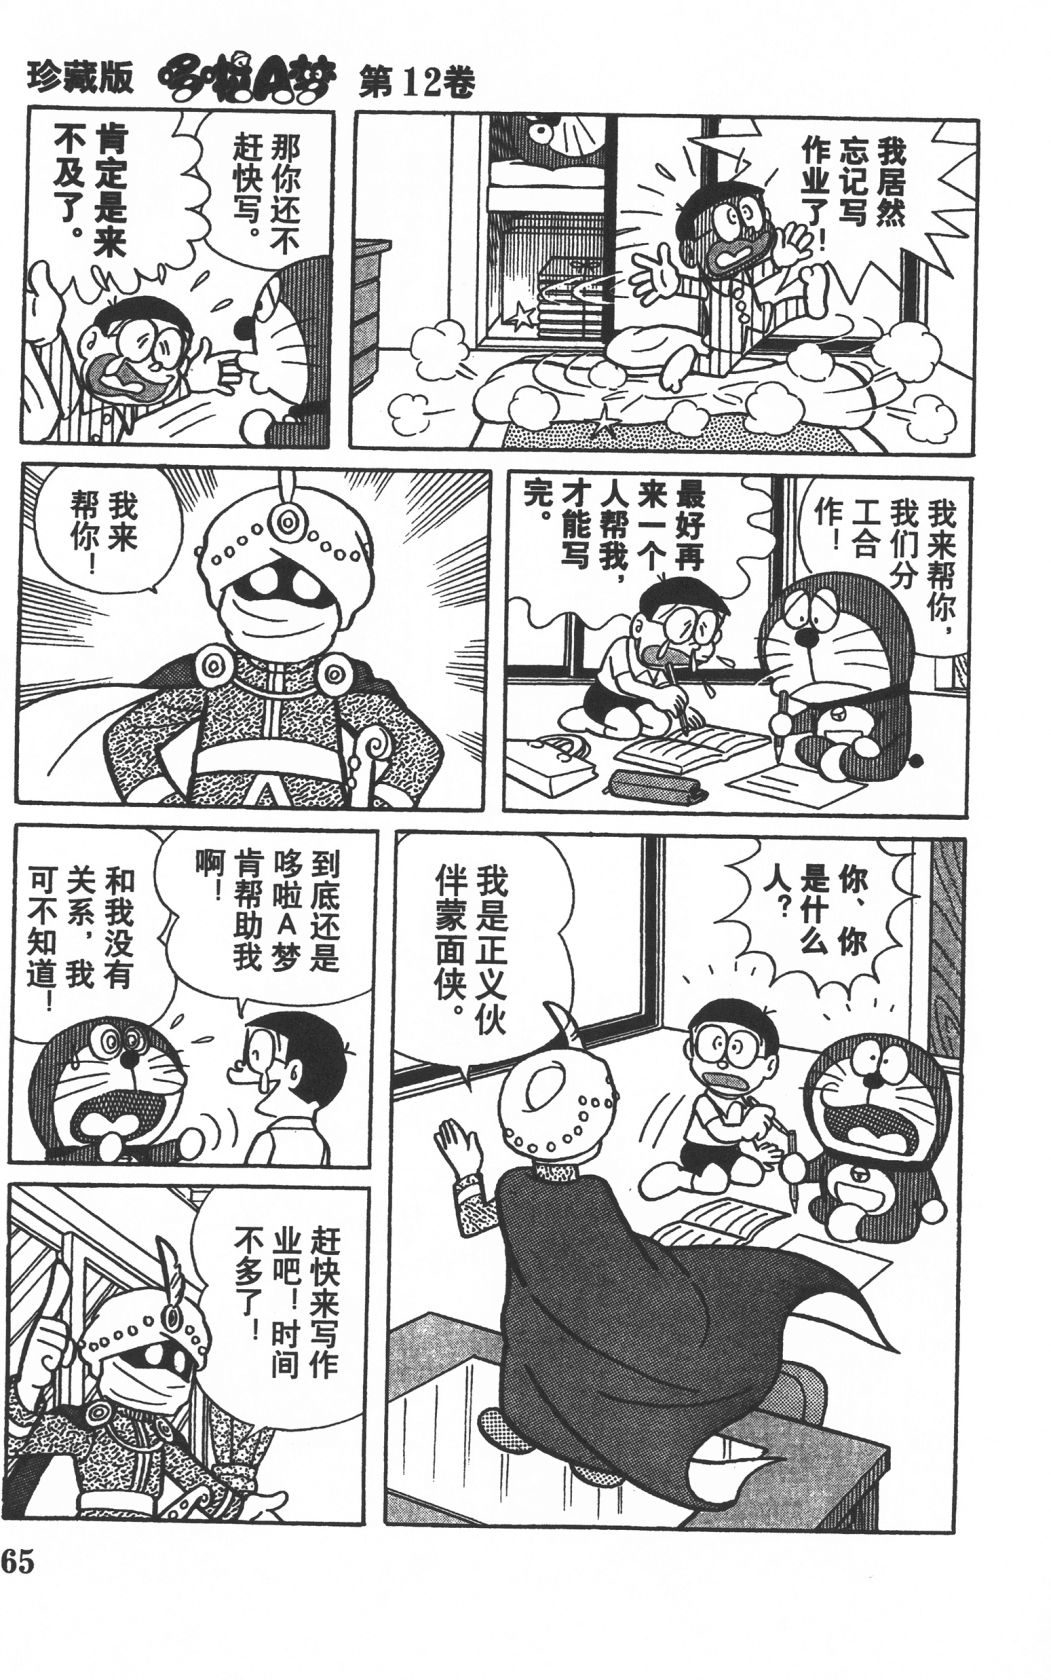 珍藏版 哆啦A梦 第12卷
我居然
忘记写
作业了！
那你还不
赶快写。
肯定是来
不及了。
我来帮你，
我们分
工合
作！
最好再
来一个
人帮我，
才能写
完。
我来
帮你！
你、你
是什么
人？
我是正义伙
伴蒙面侠。
到底还是
哆啦A梦
肯帮助我
啊！
和我没有
关系，我
可不知道！
赶快来写作
业吧！时间
不多了！
65